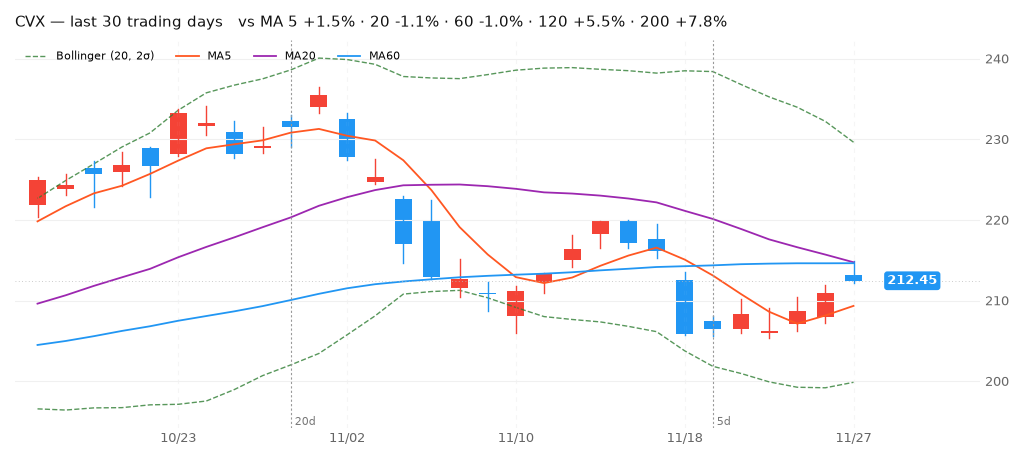 CVX — last 30 trading days   vs MA 5 +1.5% · 20 -1.1% · 60 -1.0% · 120 +5.5% · 200 +7.8%
Bollinger (20, 2σ)   MA5   MA20   MA60
240
230
220
212.45
210
200
20d   5d
10/23   11/02   11/10   11/18   11/27